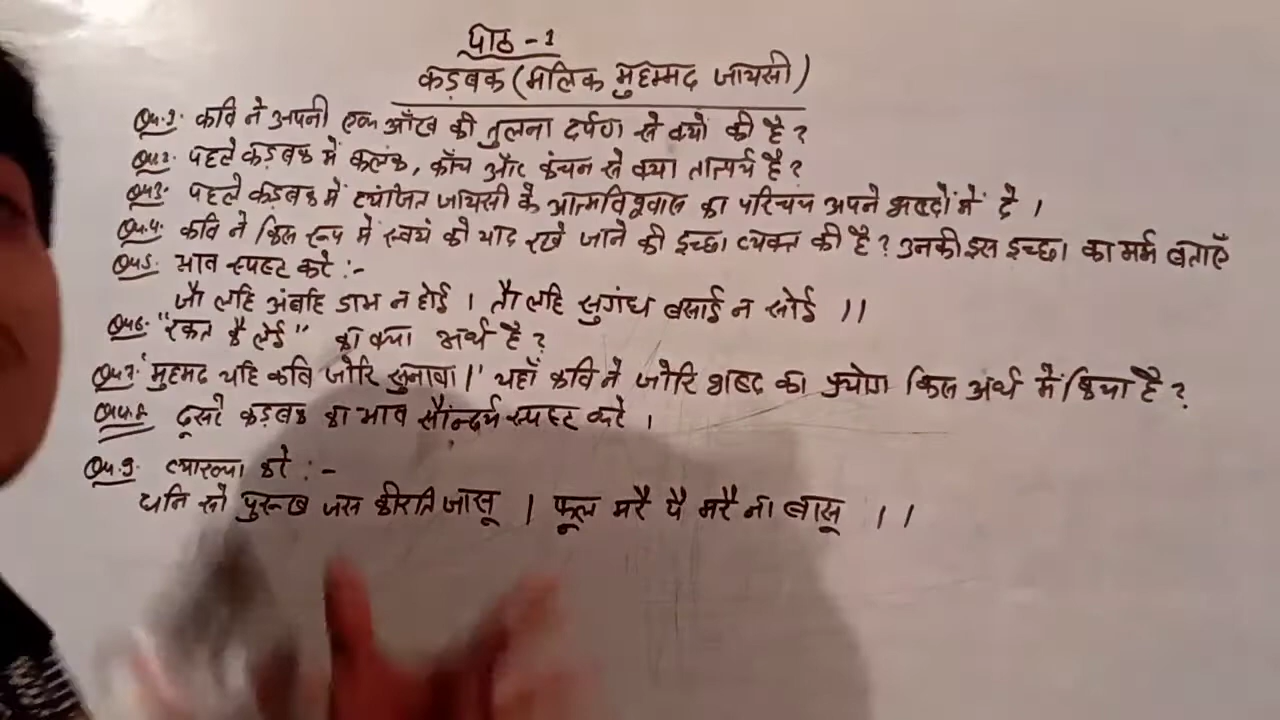 पाठ - 1
कड़बक (मलिक मुहम्मद जायसी)
Qu.1. कवि ने अपनी एक आँख की तुलना दर्पण से क्यों की है?
Qu.2. पहले कड़बक में कलंक, काँच और कंचन से क्या तात्पर्य है?
Qu.3. पहले कड़बक में व्यंजित जायसी के आत्मविश्वास का परिचय अपने शब्दों में दे ।
Qu.4. कवि ने किस रूप में स्वयं को याद रखे जाने की इच्छा व्यक्त की है? उनकी इस इच्छा का मर्म बताएँ
Qu.5. भाव स्पष्ट करे :-
जौ लहि अंबहि डाभ न होई । तौ लहि सुगंध बसाई न सोई ।।
Qu.6. "रकत कै लेई" का क्या अर्थ है?
Qu.7. 'मुहमद यहि कवि जोरि सुनावा।' यहाँ कवि ने जोरि शब्द का प्रयोग किस अर्थ में किया है?
Qu.8. दूसरे कड़बक का भाव सौंन्दर्य स्पष्ट करे ।
Qu.9. व्याख्या करे :-
धनि सो पुरूख जस कीरति जासू । फूल मरै पै मरै ना बासू ।।